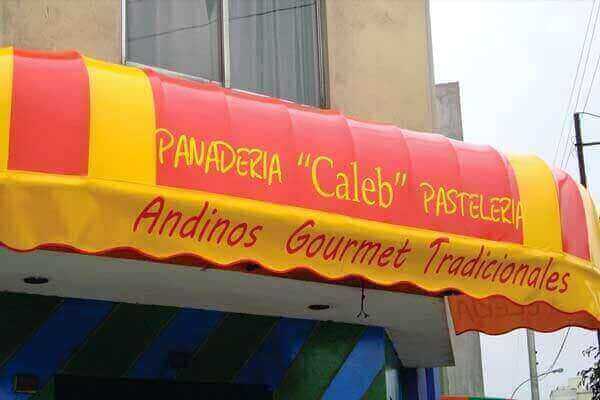 PANADERIA "Caleb" PASTELERIA
Andinos Gourmet Tradicionales